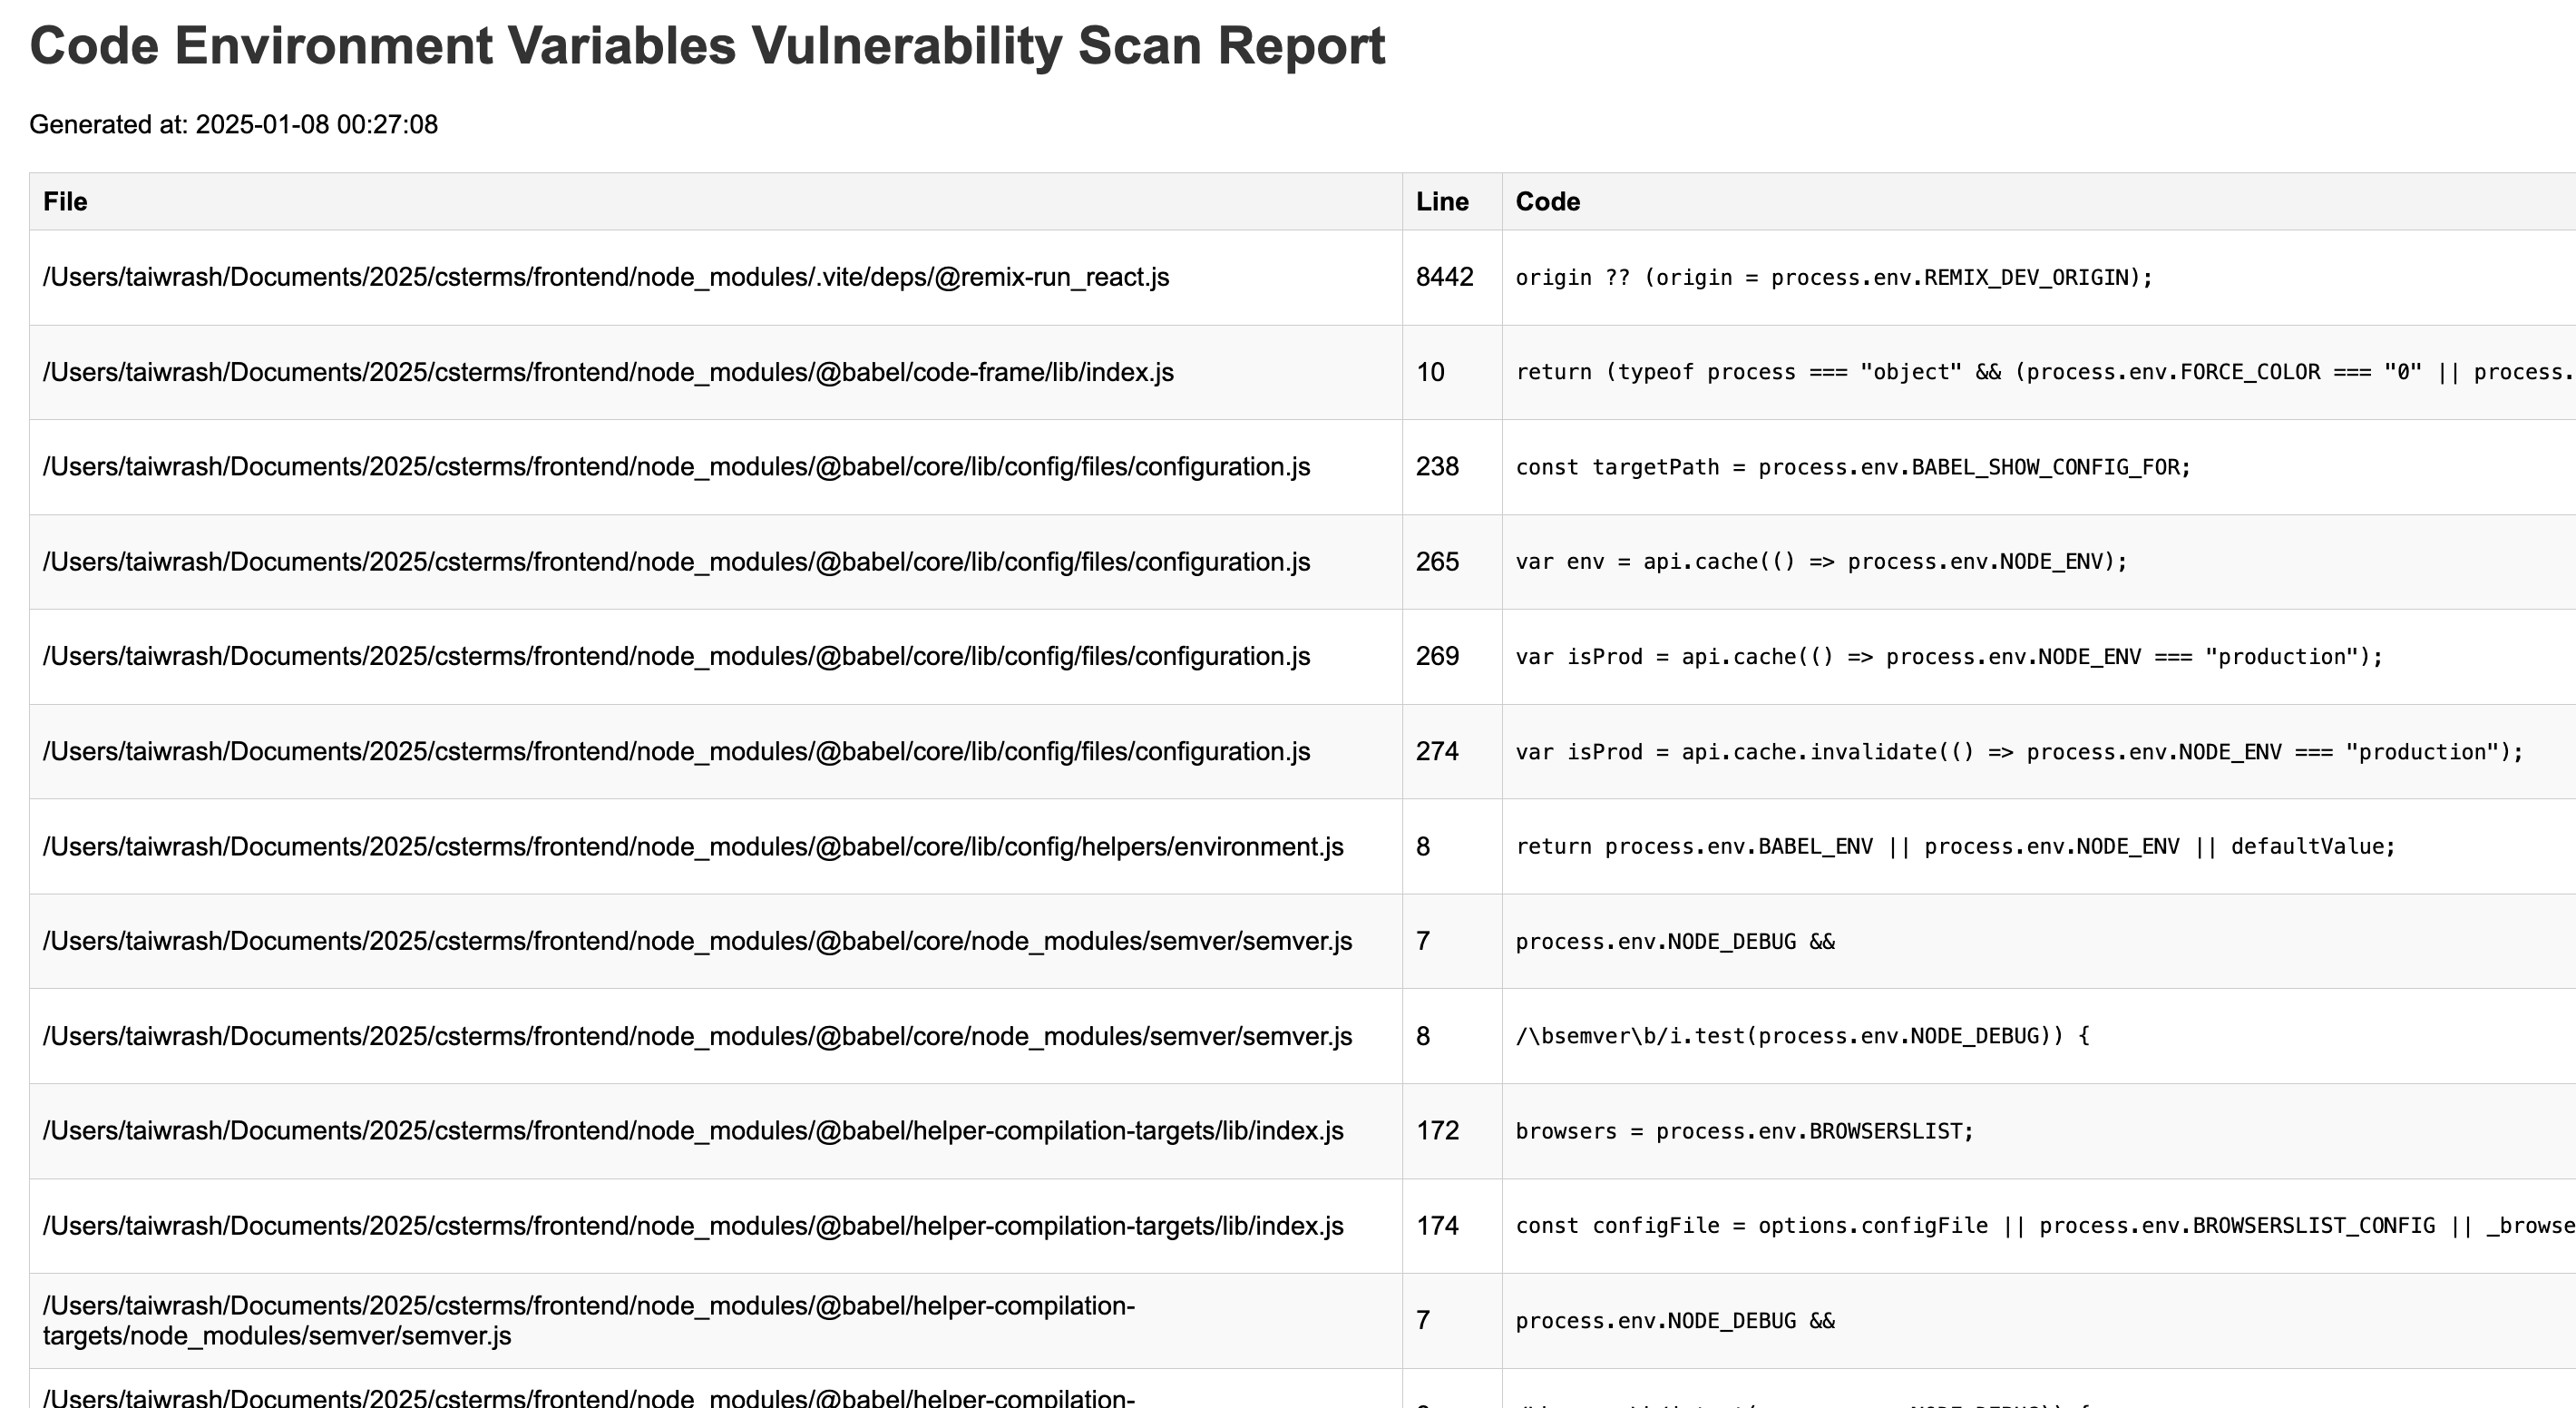 Code Environment Variables Vulnerability Scan Report
Generated at: 2025-01-08 00:27:08
File Line Code
/Users/taiwrash/Documents/2025/csterms/frontend/node_modules/.vite/deps/@remix-run_react.js 8442 origin ?? (origin = process.env.REMIX_DEV_ORIGIN);
/Users/taiwrash/Documents/2025/csterms/frontend/node_modules/@babel/code-frame/lib/index.js 10 return (typeof process === "object" && (process.env.FORCE_COLOR === "0" || process.
/Users/taiwrash/Documents/2025/csterms/frontend/node_modules/@babel/core/lib/config/files/configuration.js 238 const targetPath = process.env.BABEL_SHOW_CONFIG_FOR;
/Users/taiwrash/Documents/2025/csterms/frontend/node_modules/@babel/core/lib/config/files/configuration.js 265 var env = api.cache(() => process.env.NODE_ENV);
/Users/taiwrash/Documents/2025/csterms/frontend/node_modules/@babel/core/lib/config/files/configuration.js 269 var isProd = api.cache(() => process.env.NODE_ENV === "production");
/Users/taiwrash/Documents/2025/csterms/frontend/node_modules/@babel/core/lib/config/files/configuration.js 274 var isProd = api.cache.invalidate(() => process.env.NODE_ENV === "production");
/Users/taiwrash/Documents/2025/csterms/frontend/node_modules/@babel/core/lib/config/helpers/environment.js 8 return process.env.BABEL_ENV || process.env.NODE_ENV || defaultValue;
/Users/taiwrash/Documents/2025/csterms/frontend/node_modules/@babel/core/node_modules/semver/semver.js 7 process.env.NODE_DEBUG &&
/Users/taiwrash/Documents/2025/csterms/frontend/node_modules/@babel/core/node_modules/semver/semver.js 8 /\bsemver\b/i.test(process.env.NODE_DEBUG)) {
/Users/taiwrash/Documents/2025/csterms/frontend/node_modules/@babel/helper-compilation-targets/lib/index.js 172 browsers = process.env.BROWSERSLIST;
/Users/taiwrash/Documents/2025/csterms/frontend/node_modules/@babel/helper-compilation-targets/lib/index.js 174 const configFile = options.configFile || process.env.BROWSERSLIST_CONFIG || _browse
/Users/taiwrash/Documents/2025/csterms/frontend/node_modules/@babel/helper-compilation-
targets/node_modules/semver/semver.js 7 process.env.NODE_DEBUG &&
/Users/taiwrash/Documents/2025/csterms/frontend/node_modules/@babel/helper-compilation-